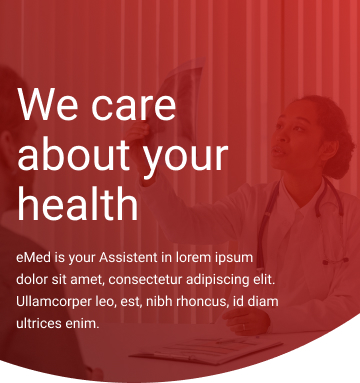 We care
about your
health
eMed is your Assistent in lorem ipsum
dolor sit amet, consectetur adipiscing elit.
Ullamcorper leo, est, nibh rhoncus, id diam
ultrices enim.